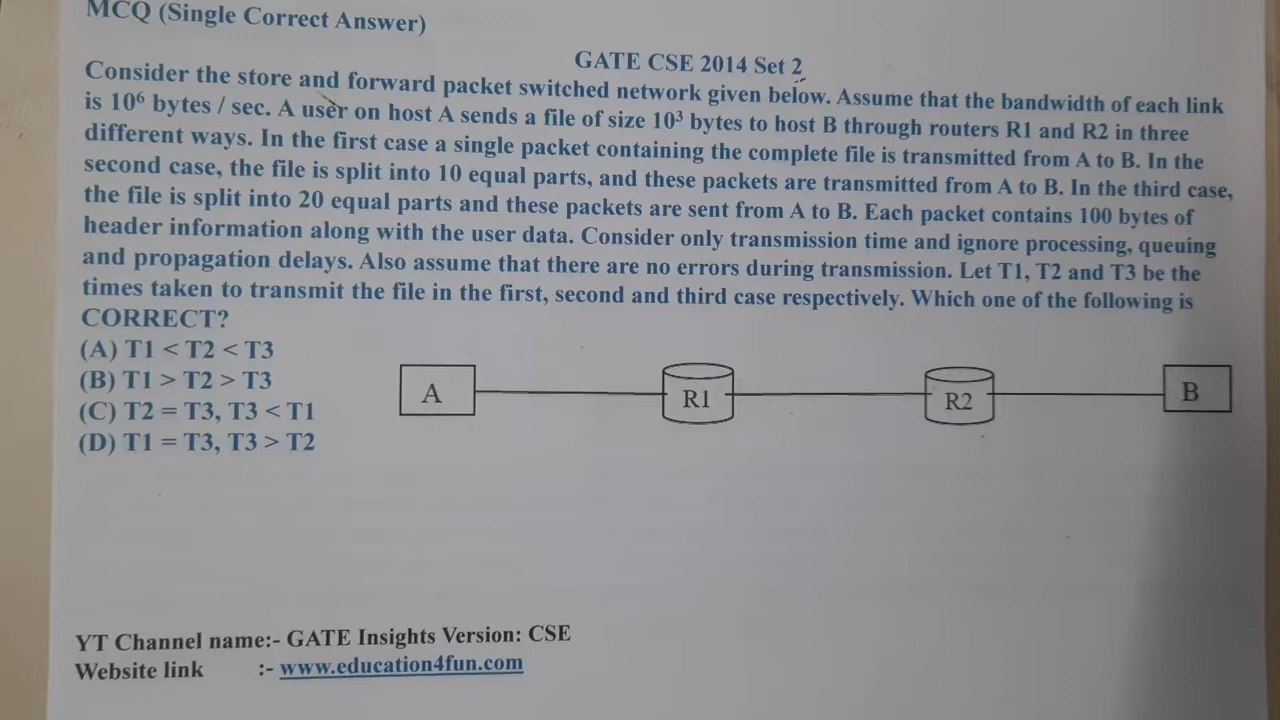 MCQ (Single Correct Answer)
GATE CSE 2014 Set 2
Consider the store and forward packet switched network given below. Assume that the bandwidth of each link
is 10⁶ bytes / sec. A user on host A sends a file of size 10³ bytes to host B through routers R1 and R2 in three
different ways. In the first case a single packet containing the complete file is transmitted from A to B. In the
second case, the file is split into 10 equal parts, and these packets are transmitted from A to B. In the third case,
the file is split into 20 equal parts and these packets are sent from A to B. Each packet contains 100 bytes of
header information along with the user data. Consider only transmission time and ignore processing, queuing
and propagation delays. Also assume that there are no errors during transmission. Let T1, T2 and T3 be the
times taken to transmit the file in the first, second and third case respectively. Which one of the following is
CORRECT?
(A) T1 < T2 < T3
(B) T1 > T2 > T3
(C) T2 = T3, T3 < T1
(D) T1 = T3, T3 > T2
A R1 R2 B
YT Channel name:- GATE Insights Version: CSE
Website link :- www.education4fun.com